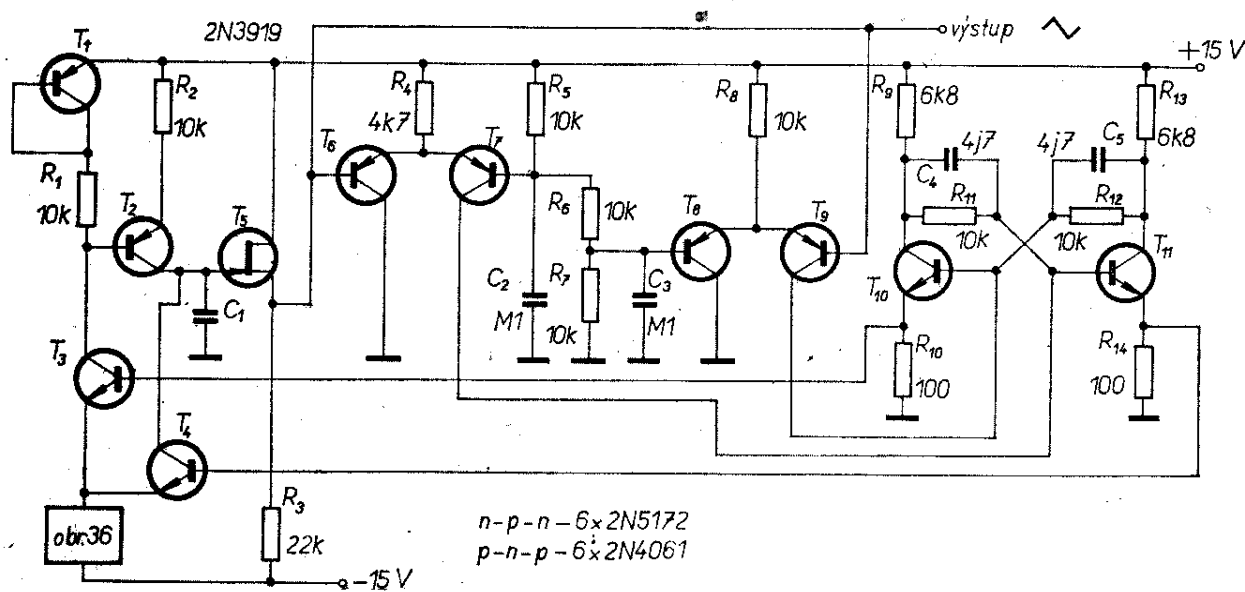 2N3919
výstup
+15 V
T1
R2
10k
R4
4k7
R5
10k
R8
10k
R9
6k8
R13
6k8
4j7
C4
4j7
C5
R1
10k
T2
T5
T6
T7
R6
10k
T8
T9
R11
10k
R12
10k
T10
T11
C1
C2
M1
R7
10k
C3
M1
T3
R10
100
R14
100
T4
R3
22k
obr.36
n-p-n – 6×2N5172
p-n-p – 6×2N4061
–15 V